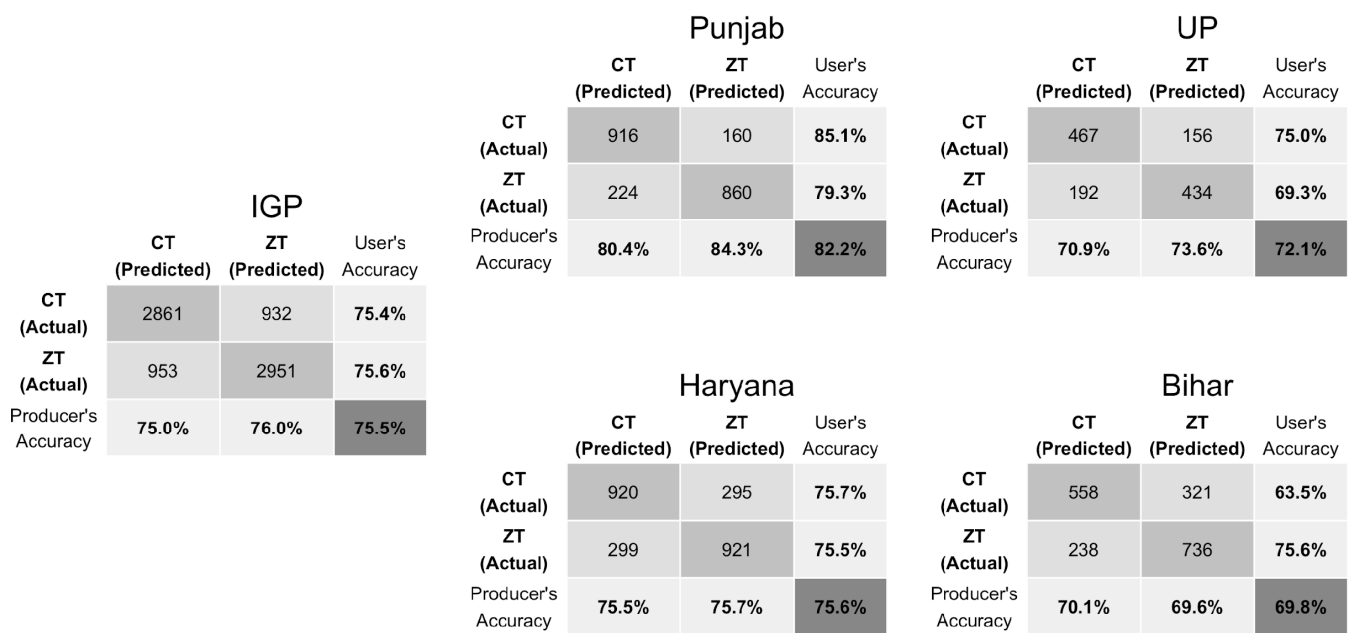 IGP
CT ZT User's
(Predicted) (Predicted) Accuracy
CT
(Actual) 2861 932 75.4%
ZT
(Actual) 953 2951 75.6%
Producer's
Accuracy 75.0% 76.0% 75.5%
Punjab
CT ZT User's
(Predicted) (Predicted) Accuracy
CT
(Actual) 916 160 85.1%
ZT
(Actual) 224 860 79.3%
Producer's
Accuracy 80.4% 84.3% 82.2%
UP
CT ZT User's
(Predicted) (Predicted) Accuracy
CT
(Actual) 467 156 75.0%
ZT
(Actual) 192 434 69.3%
Producer's
Accuracy 70.9% 73.6% 72.1%
Haryana
CT ZT User's
(Predicted) (Predicted) Accuracy
CT
(Actual) 920 295 75.7%
ZT
(Actual) 299 921 75.5%
Producer's
Accuracy 75.5% 75.7% 75.6%
Bihar
CT ZT User's
(Predicted) (Predicted) Accuracy
CT
(Actual) 558 321 63.5%
ZT
(Actual) 238 736 75.6%
Producer's
Accuracy 70.1% 69.6% 69.8%